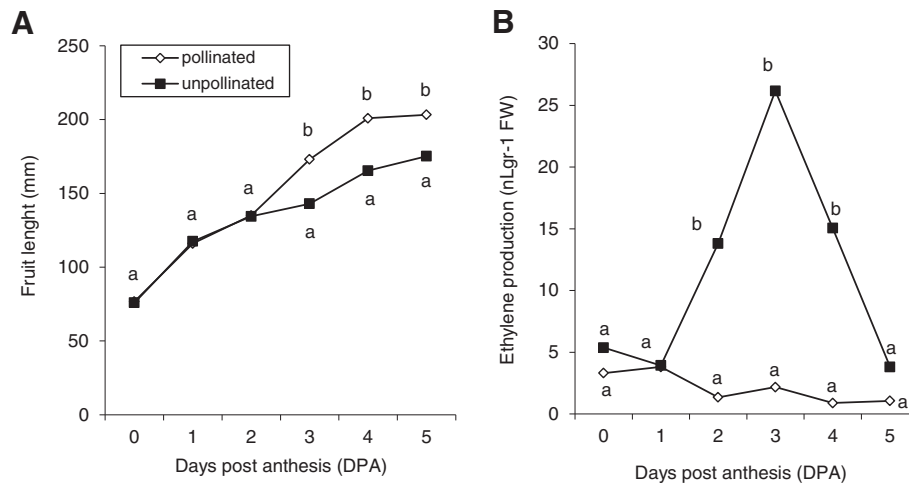 A
250
200
150
100
50
0
Fruit lenght (mm)
pollinated
unpollinated
a
a
a
b
b
b
a
a
a
0 1 2 3 4 5
Days post anthesis (DPA)
B
30
25
20
15
10
5
0
Ethylene production (nLgr-1 FW)
b
b
b
a
a
a
a
a
a
a
a
a
0 1 2 3 4 5
Days post anthesis (DPA)